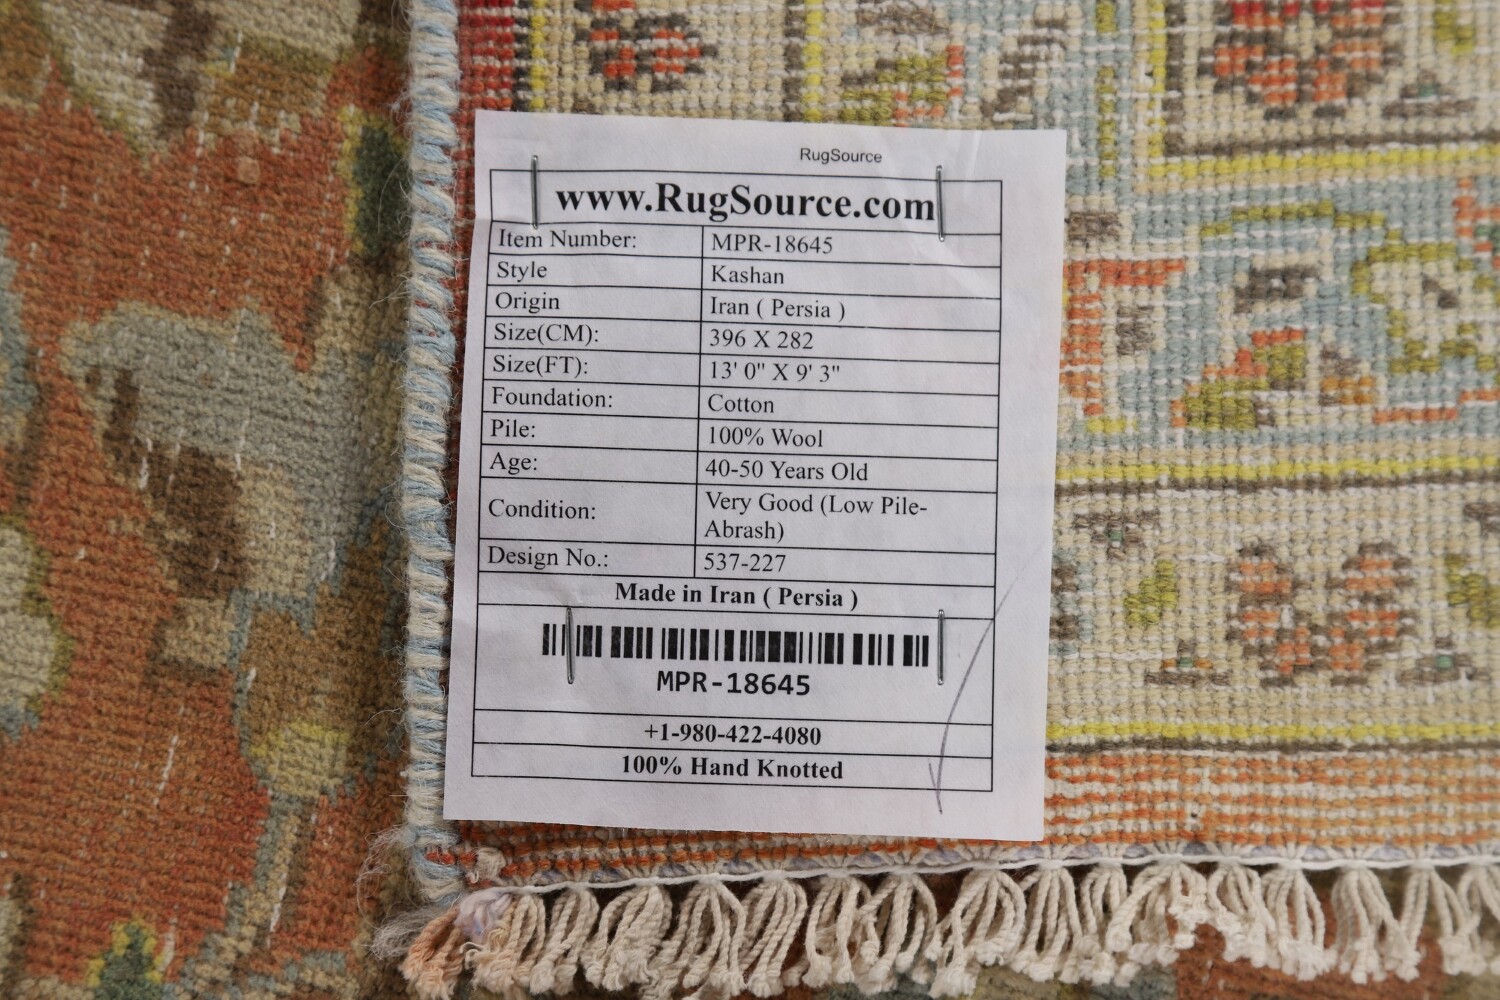 RugSource
www.RugSource.com
Item Number: MPR-18645
Style Kashan
Origin Iran ( Persia )
Size(CM): 396 X 282
Size(FT): 13' 0" X 9' 3"
Foundation: Cotton
Pile: 100% Wool
Age: 40-50 Years Old
Condition: Very Good (Low Pile-
Abrash)
Design No.: 537-227
Made in Iran ( Persia )
MPR-18645
+1-980-422-4080
100% Hand Knotted